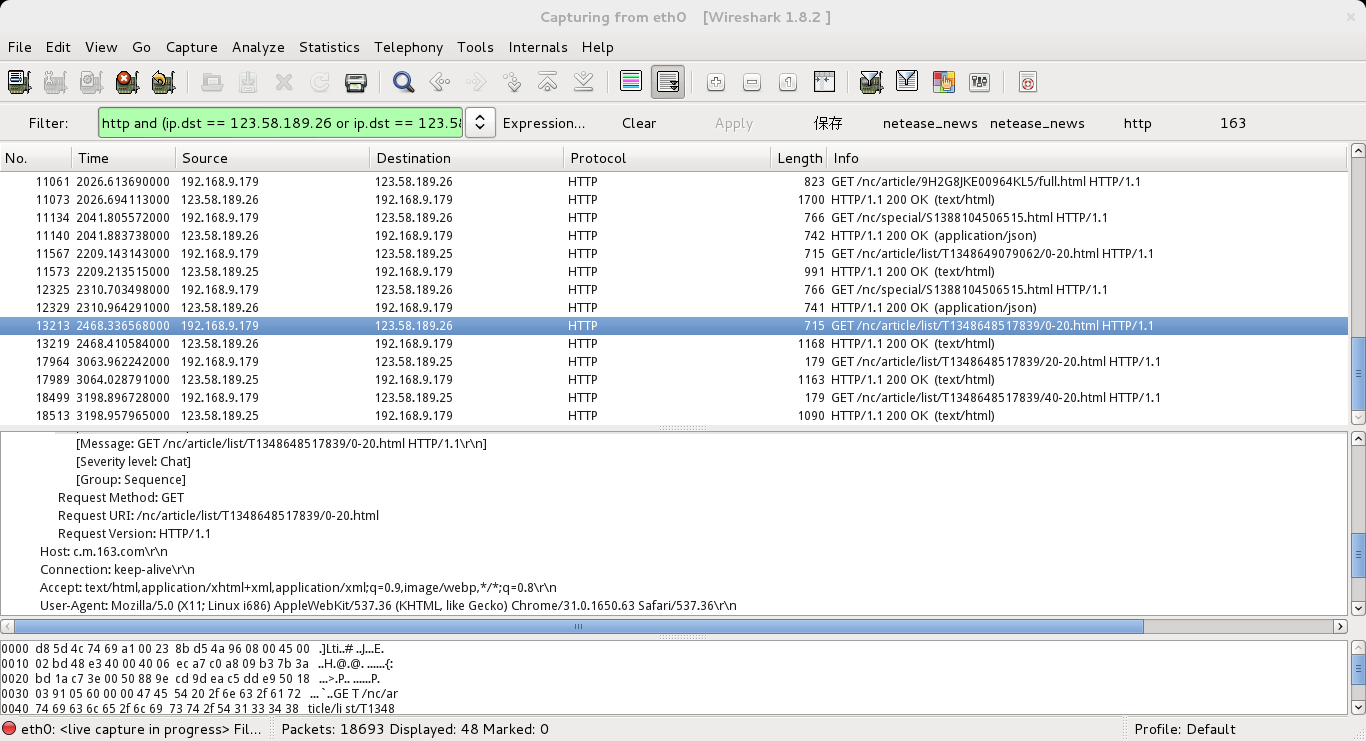 Capturing from eth0 [Wireshark 1.8.2 ]
File Edit View Go Capture Analyze Statistics Telephony Tools Internals Help
Filter: http and (ip.dst == 123.58.189.26 or ip.dst == 123.58 Expression... Clear Apply 保存 netease_news netease_news http 163
No. Time Source Destination Protocol Length Info
11061 2026.613690000 192.168.9.179 123.58.189.26 HTTP 823 GET /nc/article/9H2G8JKE00964KL5/full.html HTTP/1.1
11073 2026.694113000 123.58.189.26 192.168.9.179 HTTP 1700 HTTP/1.1 200 OK (text/html)
11134 2041.805572000 192.168.9.179 123.58.189.26 HTTP 766 GET /nc/special/S1388104506515.html HTTP/1.1
11140 2041.883738000 123.58.189.26 192.168.9.179 HTTP 742 HTTP/1.1 200 OK (application/json)
11567 2209.143143000 192.168.9.179 123.58.189.25 HTTP 715 GET /nc/article/list/T1348649079062/0-20.html HTTP/1.1
11573 2209.213515000 123.58.189.25 192.168.9.179 HTTP 991 HTTP/1.1 200 OK (text/html)
12325 2310.703498000 192.168.9.179 123.58.189.26 HTTP 766 GET /nc/special/S1388104506515.html HTTP/1.1
12329 2310.964291000 123.58.189.26 192.168.9.179 HTTP 741 HTTP/1.1 200 OK (application/json)
13213 2468.336568000 192.168.9.179 123.58.189.26 HTTP 715 GET /nc/article/list/T1348648517839/0-20.html HTTP/1.1
13219 2468.410584000 123.58.189.26 192.168.9.179 HTTP 1168 HTTP/1.1 200 OK (text/html)
17964 3063.962242000 192.168.9.179 123.58.189.25 HTTP 179 GET /nc/article/list/T1348648517839/20-20.html HTTP/1.1
17989 3064.028791000 123.58.189.25 192.168.9.179 HTTP 1163 HTTP/1.1 200 OK (text/html)
18499 3198.896728000 192.168.9.179 123.58.189.25 HTTP 179 GET /nc/article/list/T1348648517839/40-20.html HTTP/1.1
18513 3198.957965000 123.58.189.25 192.168.9.179 HTTP 1090 HTTP/1.1 200 OK (text/html)
[Message: GET /nc/article/list/T1348648517839/0-20.html HTTP/1.1\r\n]
[Severity level: Chat]
[Group: Sequence]
Request Method: GET
Request URI: /nc/article/list/T1348648517839/0-20.html
Request Version: HTTP/1.1
Host: c.m.163.com\r\n
Connection: keep-alive\r\n
Accept: text/html,application/xhtml+xml,application/xml;q=0.9,image/webp,*/*;q=0.8\r\n
User-Agent: Mozilla/5.0 (X11; Linux i686) AppleWebKit/537.36 (KHTML, like Gecko) Chrome/31.0.1650.63 Safari/537.36\r\n
0000 d8 5d 4c 74 69 a1 00 23 8b d5 4a 96 08 00 45 00 .]Lti..# ..J...E.
0010 02 bd 48 e3 40 00 40 06 ec a7 c0 a8 09 b3 7b 3a ..H.@.@. ......{:
0020 bd 1a c7 3e 00 50 88 9e cd 9d ea c5 dd e9 50 18 ...>.P.. ......P.
0030 03 91 05 60 00 00 47 45 54 20 2f 6e 63 2f 61 72 ...`..GE T /nc/ar
0040 74 69 63 6c 65 2f 6c 69 73 74 2f 54 31 33 34 38 ticle/li st/T1348
eth0: <live capture in progress> Fil... Packets: 18693 Displayed: 48 Marked: 0 Profile: Default